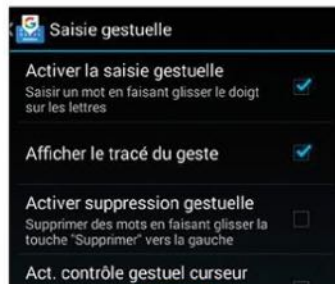 Saisie gestuelle
Activer la saisie gestuelle
Saisir un mot en faisant glisser le doigt
sur les lettres
Afficher le tracé du geste
Activer suppression gestuelle
Supprimer des mots en faisant glisser la
touche "Supprimer" vers la gauche
Act. contrôle gestuel curseur